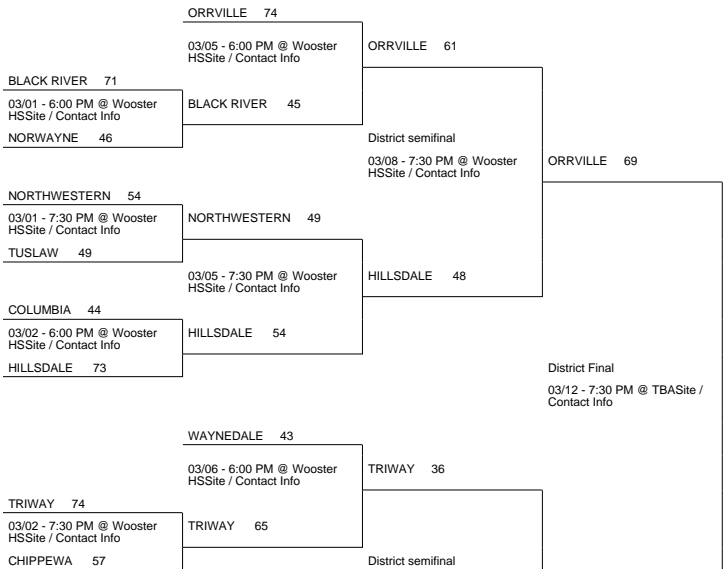 ORRVILLE 74
03/05 - 6:00 PM @ Wooster
HSSite / Contact Info
ORRVILLE 61
BLACK RIVER 71
03/01 - 6:00 PM @ Wooster
HSSite / Contact Info
BLACK RIVER 45
NORWAYNE 46
District semifinal
03/08 - 7:30 PM @ Wooster
HSSite / Contact Info
ORRVILLE 69
NORTHWESTERN 54
03/01 - 7:30 PM @ Wooster
HSSite / Contact Info
NORTHWESTERN 49
TUSLAW 49
03/05 - 7:30 PM @ Wooster
HSSite / Contact Info
HILLSDALE 48
COLUMBIA 44
03/02 - 6:00 PM @ Wooster
HSSite / Contact Info
HILLSDALE 54
HILLSDALE 73
District Final
03/12 - 7:30 PM @ TBASite /
Contact Info
WAYNEDALE 43
03/06 - 6:00 PM @ Wooster
HSSite / Contact Info
TRIWAY 36
TRIWAY 74
03/02 - 7:30 PM @ Wooster
HSSite / Contact Info
TRIWAY 65
CHIPPEWA 57
District semifinal